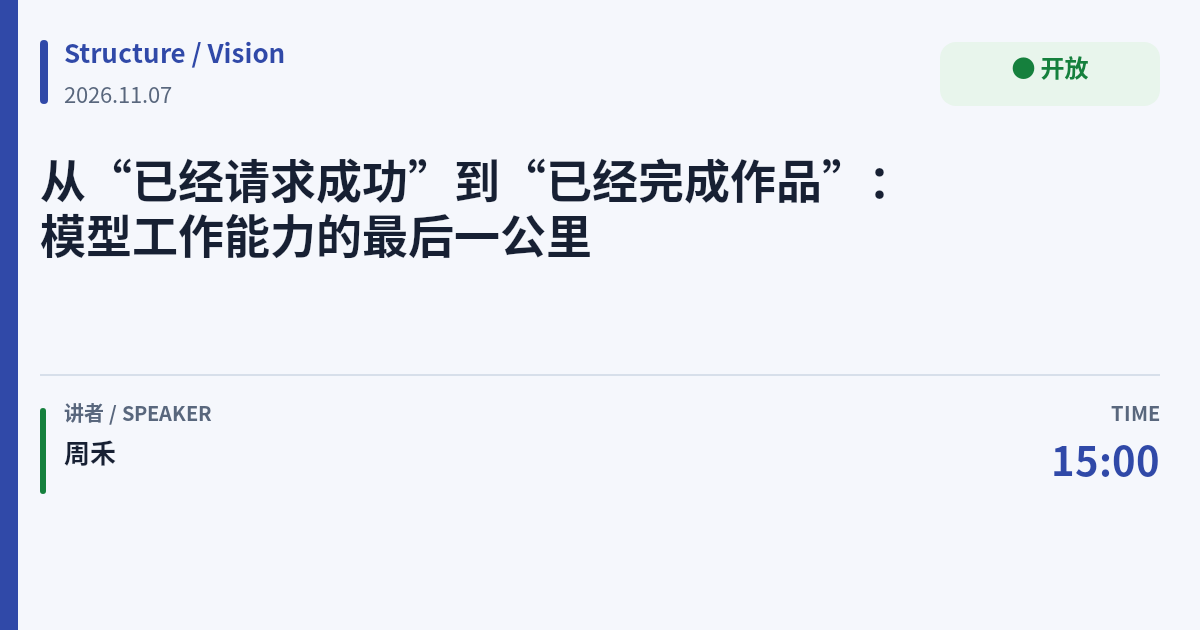 Structure / Vision
2026.11.07
开放
从“已经请求成功”到“已经完成作品”：
模型工作能力的最后一公里
讲者 / SPEAKER
周禾
TIME
15:00